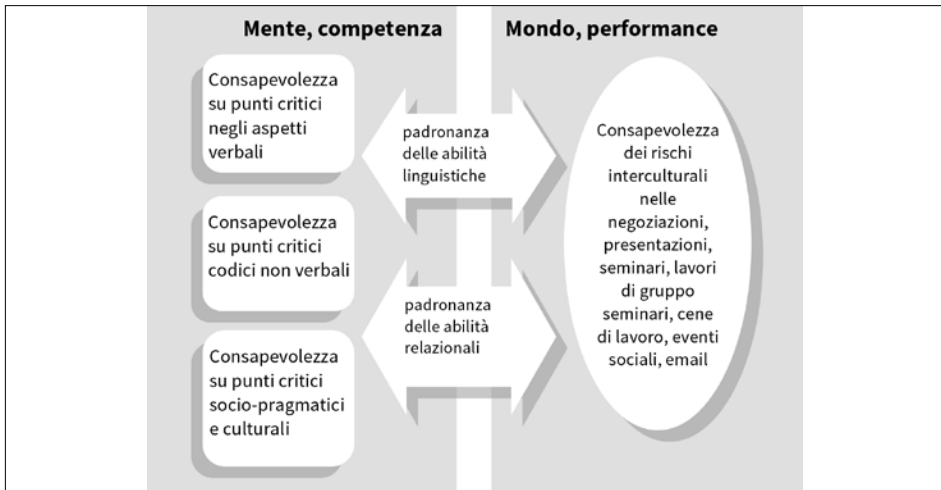 Mente, competenza
Mondo, performance
Consapevolezza
su punti critici
negli aspetti
verbali
Consapevolezza
su punti critici
codici non verbali
Consapevolezza
su punti critici
socio-pragmatici
e culturali
padronanza
delle abilità
linguistiche
padronanza
delle abilità
relazionali
Consapevolezza
dei rischi
interculturali
nelle
negoziazioni,
presentazioni,
seminari, lavori
di gruppo
seminari, cene
di lavoro, eventi
sociali, email